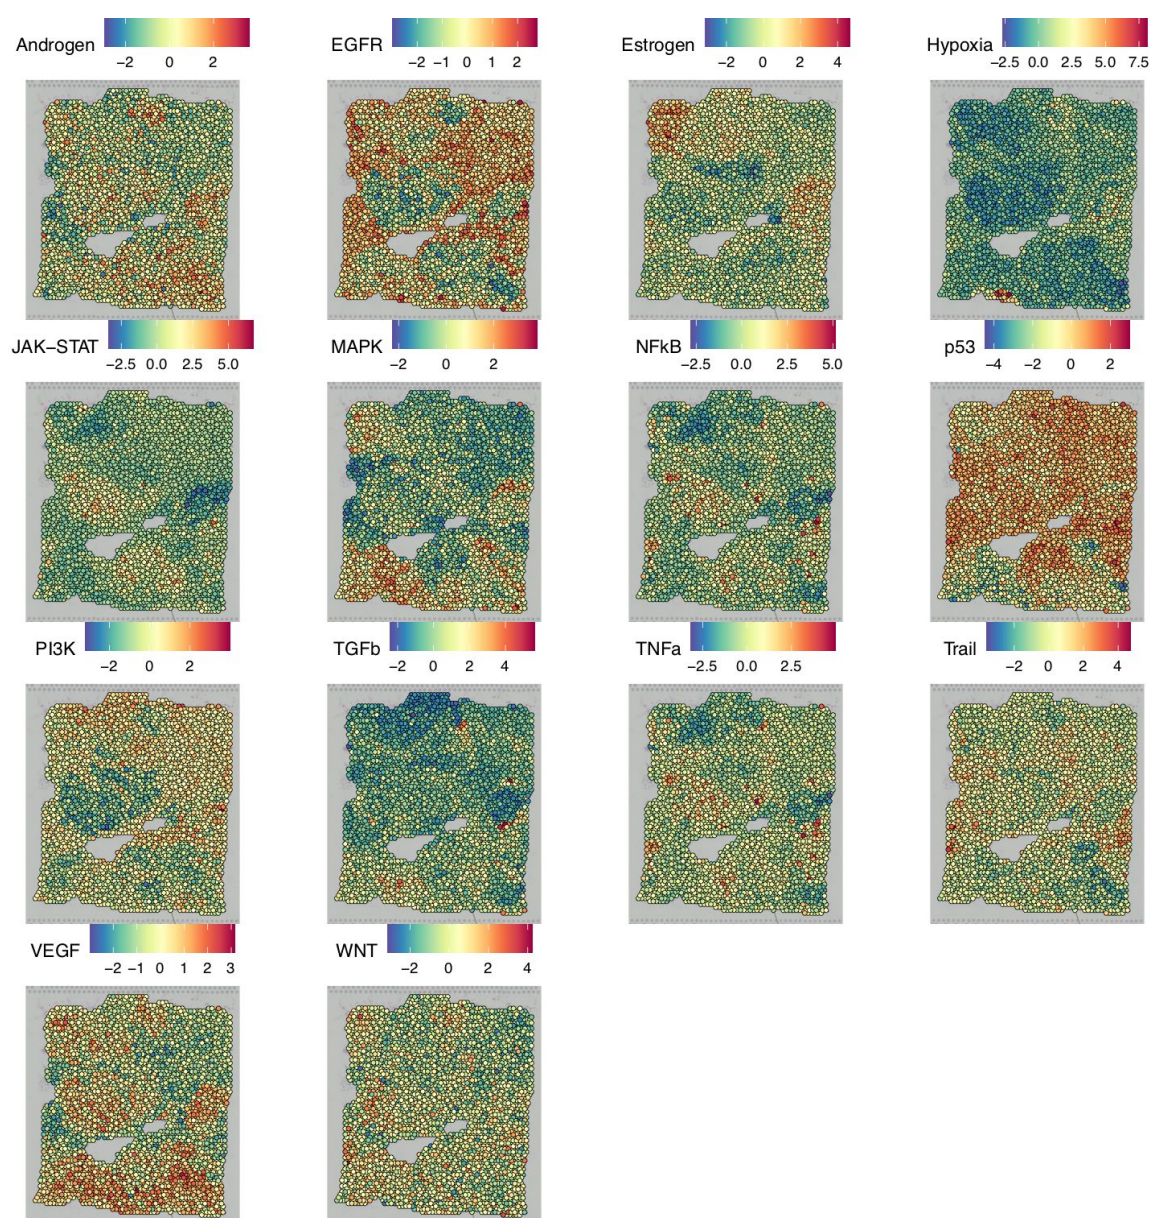 Androgen
−2 0 2
EGFR
−2 −1 0 1 2
Estrogen
−2 0 2 4
Hypoxia
−2.5 0.0 2.5 5.0 7.5
JAK−STAT
−2.5 0.0 2.5 5.0
MAPK
−2 0 2
NFkB
−2.5 0.0 2.5 5.0
p53
−4 −2 0 2
PI3K
−2 0 2
TGFb
−2 0 2 4
TNFa
−2.5 0.0 2.5
Trail
−2 0 2 4
VEGF
−2 −1 0 1 2 3
WNT
−2 0 2 4